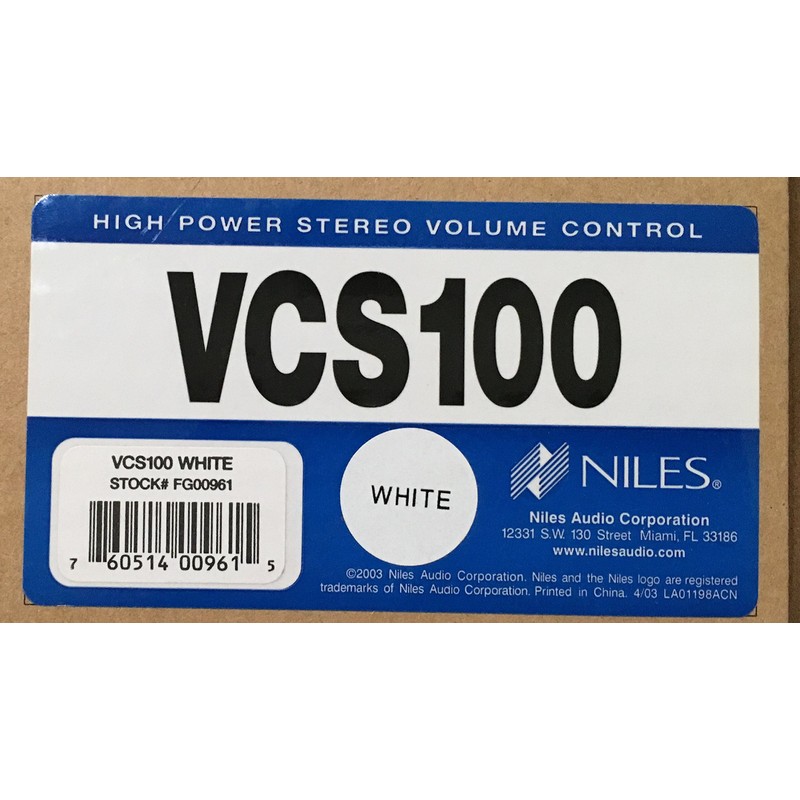 HIGH POWER STEREO VOLUME CONTROL
VCS100
VCS100 WHITE
STOCK# FG00961
7 60514 00961 5
WHITE
NILES®
Niles Audio Corporation
12331 S.W. 130 Street Miami, FL 33186
www.nilesaudio.com
©2003 Niles Audio Corporation. Niles and the Niles logo are registered
trademarks of Niles Audio Corporation. Printed in China. 4/03 LA01198ACN